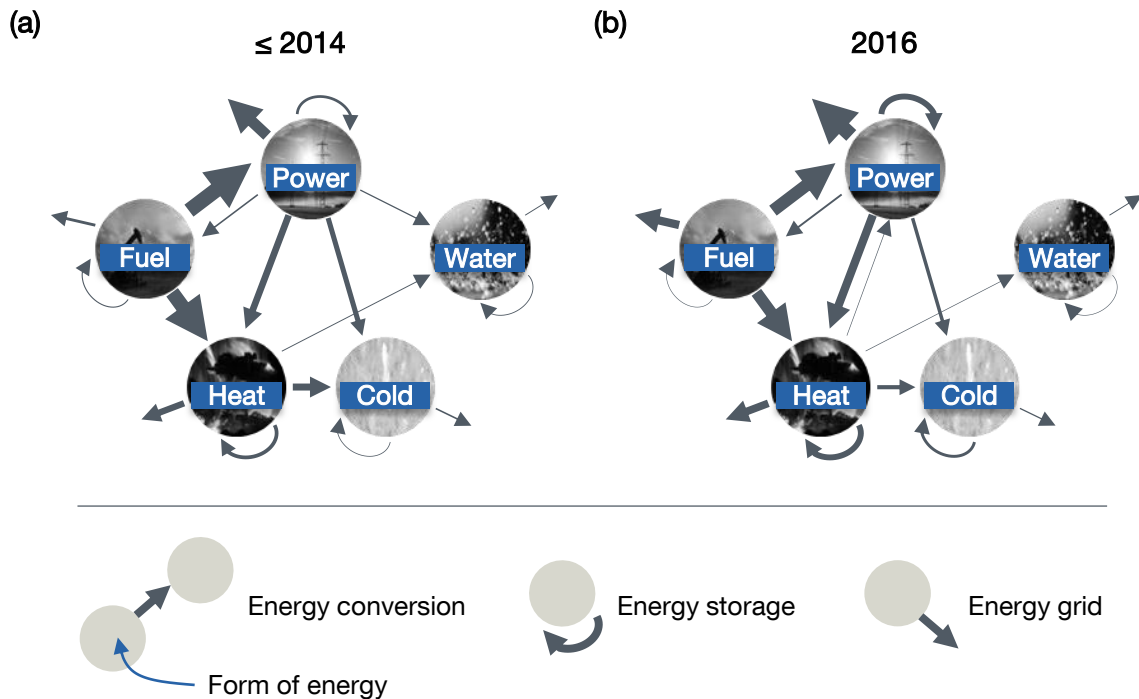 (a)
≤ 2014
Power
Fuel
Water
Heat
Cold
(b)
2016
Power
Fuel
Water
Heat
Cold
Energy conversion
Energy storage
Energy grid
Form of energy